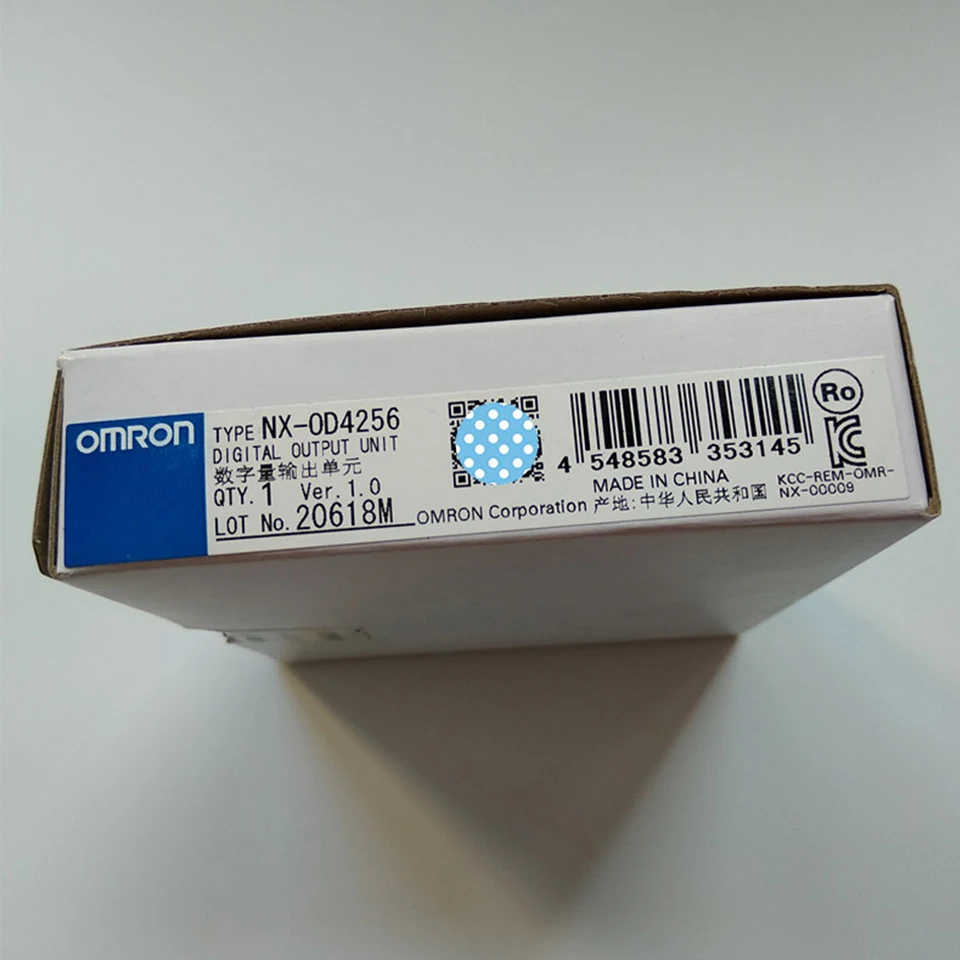 OMRON
TYPE NX-OD4256
DIGITAL OUTPUT UNIT
数字量输出单元
QTY. 1 Ver. 1.0
LOT No. 20618M
4 548583 353145
Ro
MADE IN CHINA
OMRON Corporation 产地:中华人民共和国
KCC-REM-OMR-
NX-00009